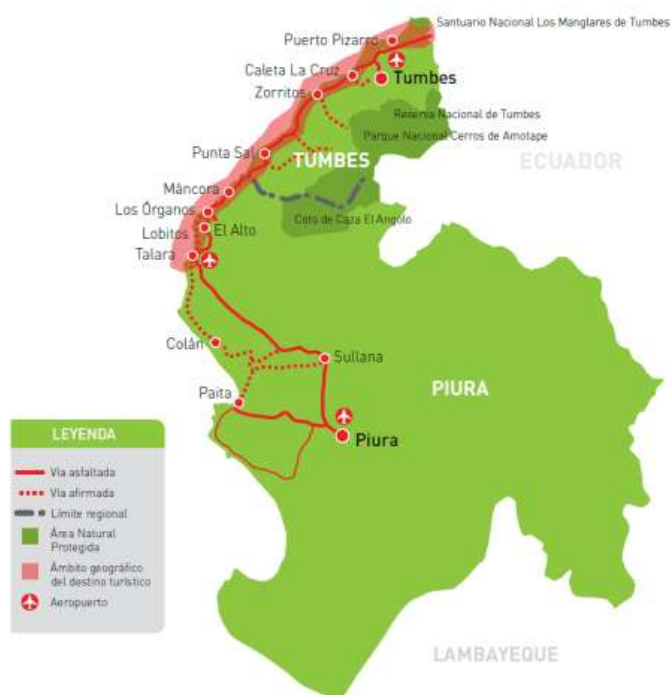 Santuario Nacional Los Manglares de Tumbes
Puerto Pizarro
Caleta La Cruz
Tumbes
Zorritos
Reserva Nacional de Tumbes
Parque Nacional Cerros de Amotape
Punta Sal
TUMBES
ECUADOR
Máncora
Los Órganos
Coto de Caza El Angolo
Lobitos
El Alto
Talara
Colán
Sullana
Paita
PIURA
Piura
LEYENDA
Vía asfaltada
Vía afirmada
Límite regional
Área Natural
Protegida
Ámbito geográfico
del destino turístico
Aeropuerto
LAMBAYEQUE